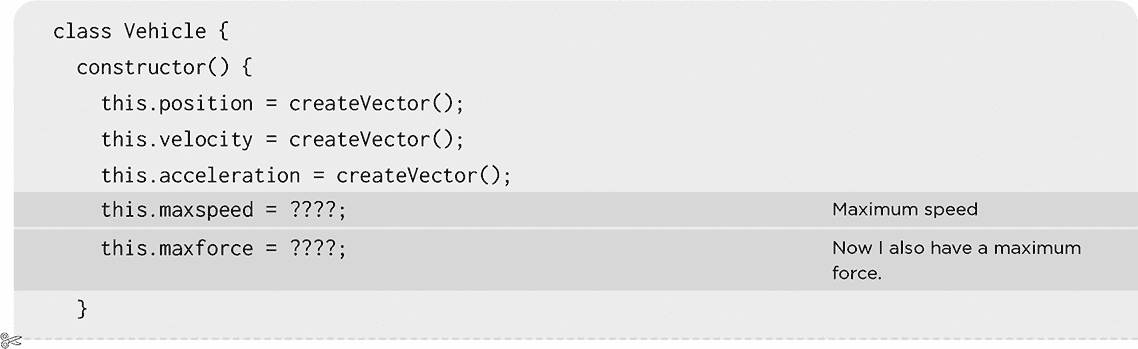 class Vehicle {
constructor() {
this.position = createVector();
this.velocity = createVector();
this.acceleration = createVector();
this.maxspeed = ????;
Maximum speed
this.maxforce = ????;
Now I also have a maximum
force.
}